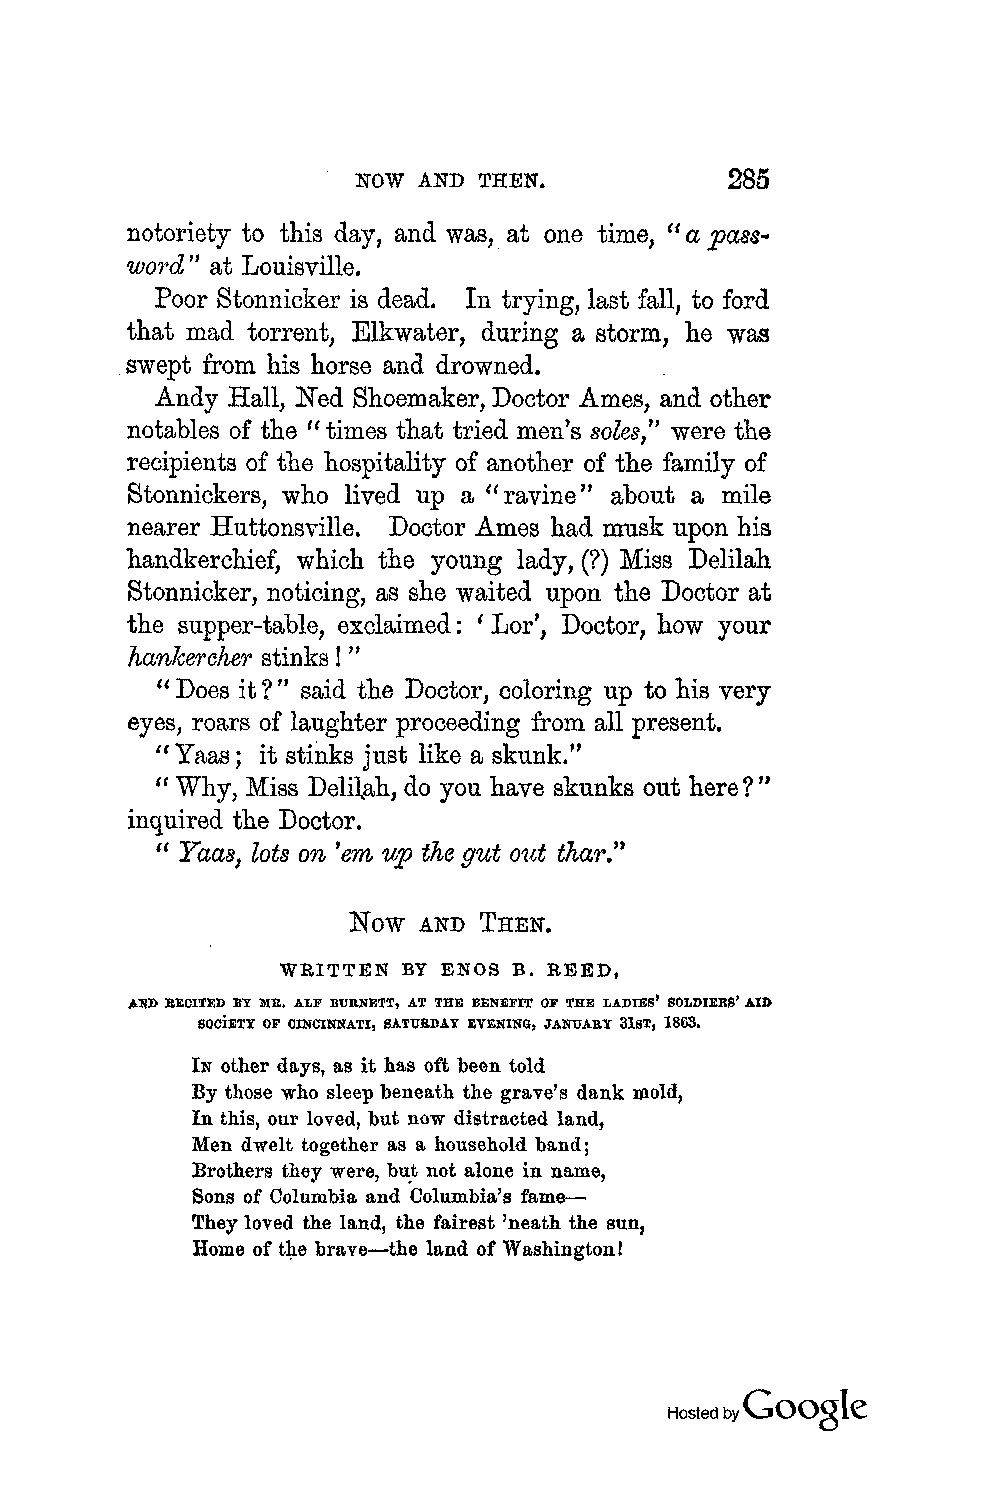 NOW AND THEN. 285
notoriety to this day, and was, at one time, "a pass-
word" at Louisville.
Poor Stonnicker is dead. In trying, last fall, to ford
that mad torrent, Elkwater, during a storm, he was
swept from his horse and drowned.
Andy Hall, Ned Shoemaker, Doctor Ames, and other
notables of the "times that tried men's soles," were the
recipients of the hospitality of another of the family of
Stonnickers, who lived up a "ravine" about a mile
nearer Huttonsville. Doctor Ames had musk upon his
handkerchief, which the young lady, (?) Miss Delilah
Stonnicker, noticing, as she waited upon the Doctor at
the supper-table, exclaimed: 'Lor', Doctor, how your
hankercher stinks!"
"Does it?" said the Doctor, coloring up to his very
eyes, roars of laughter proceeding from all present.
"Yaas; it stinks just like a skunk."
"Why, Miss Delilah, do you have skunks out here?"
inquired the Doctor.
"Yaas, lots on 'em up the gut out thar."
NOW AND THEN.
WRITTEN BY ENOS B. REED,
AND RECITED BY MR. ALF BURNETT, AT THE BENEFIT OF THE LADIES' SOLDIERS' AID
SOCIETY OF CINCINNATI, SATURDAY EVENING, JANUARY 31ST, 1863.
IN other days, as it has oft been told
By those who sleep beneath the grave's dank mold,
In this, our loved, but now distracted land,
Men dwelt together as a household band;
Brothers they were, but not alone in name,
Sons of Columbia and Columbia's fame—
They loved the land, the fairest 'neath the sun,
Home of the brave—the land of Washington!
Hosted by Google